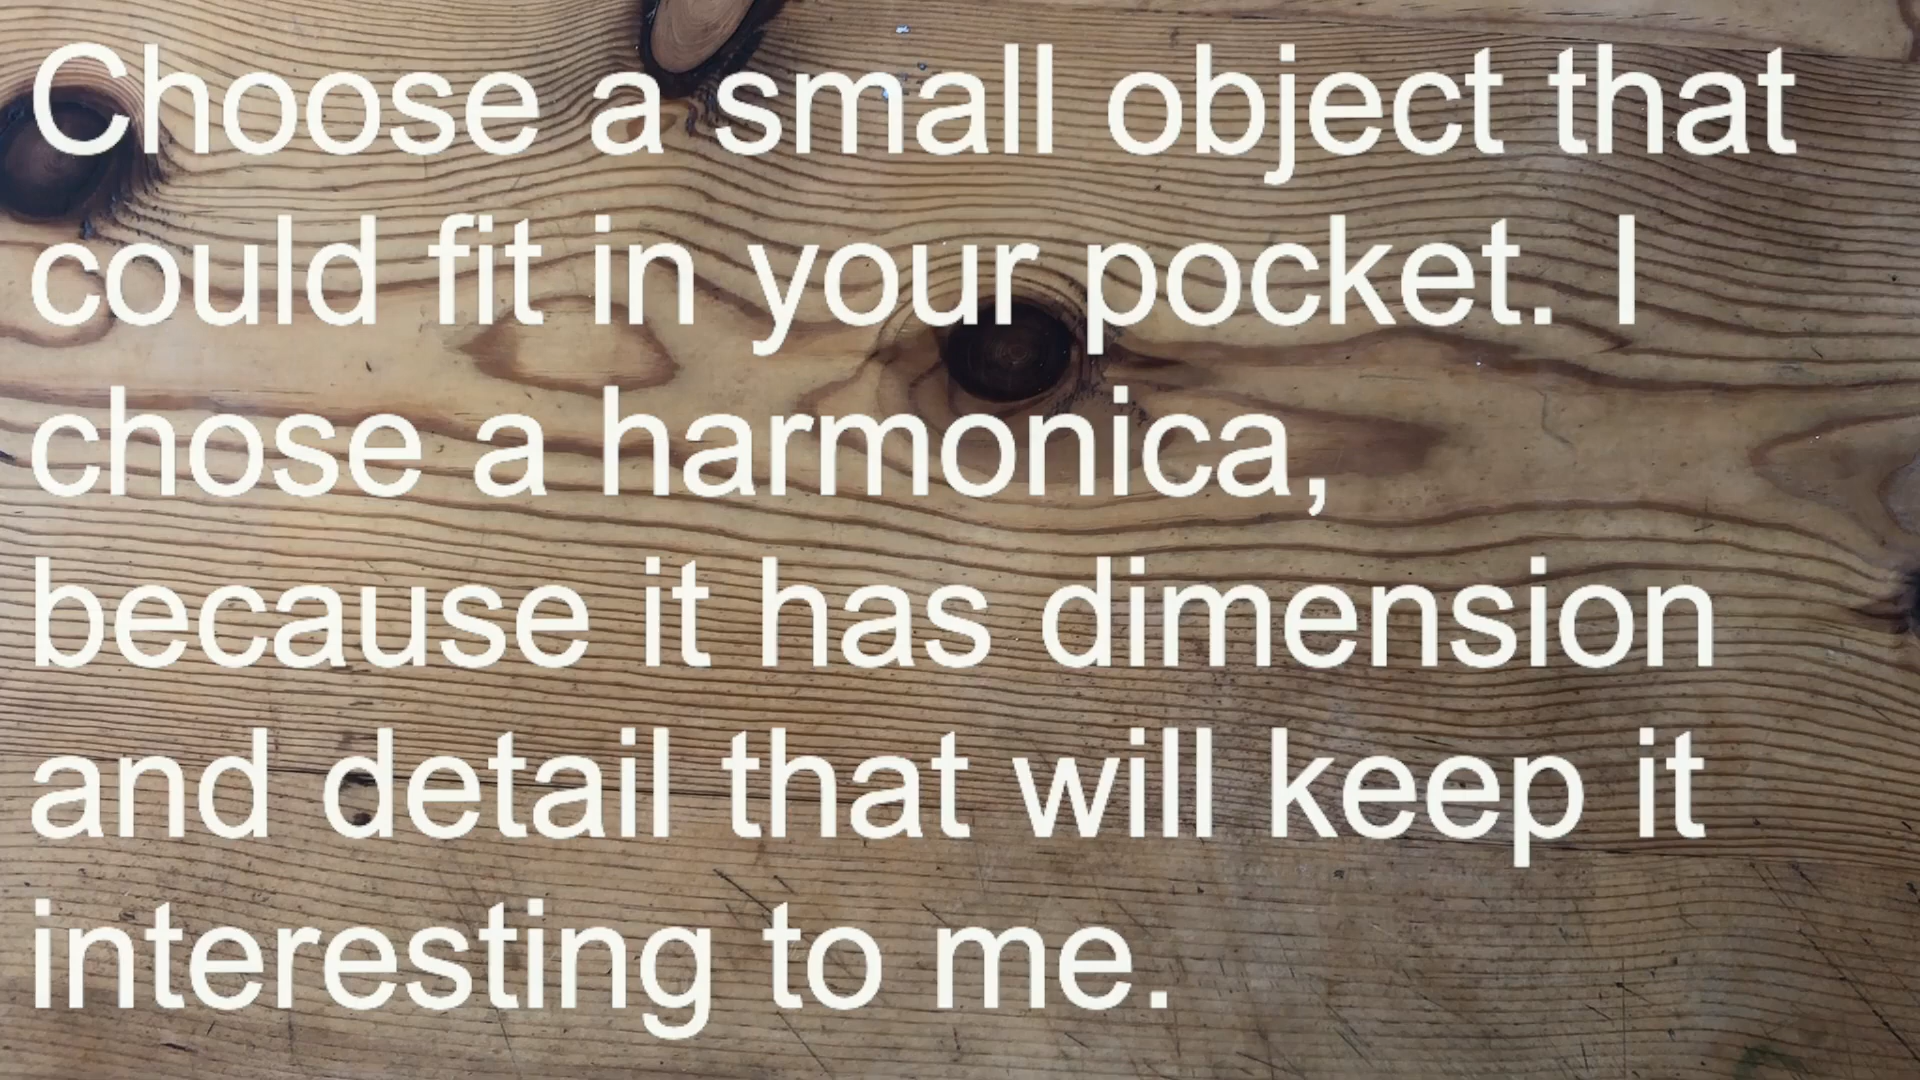 Choose a small object that
could fit in your pocket. I
chose a harmonica,
because it has dimension
and detail that will keep it
interesting to me.